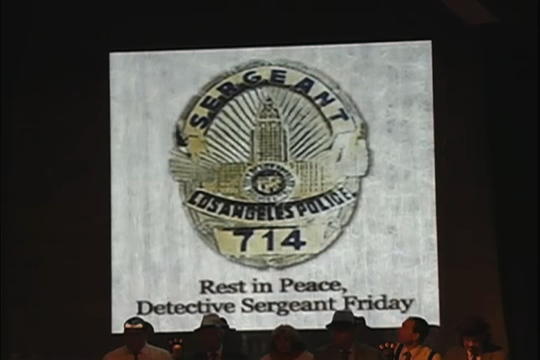 SERGEANT
LOS ANGELES POLICE
714
Rest in Peace,
Detective Sergeant Friday